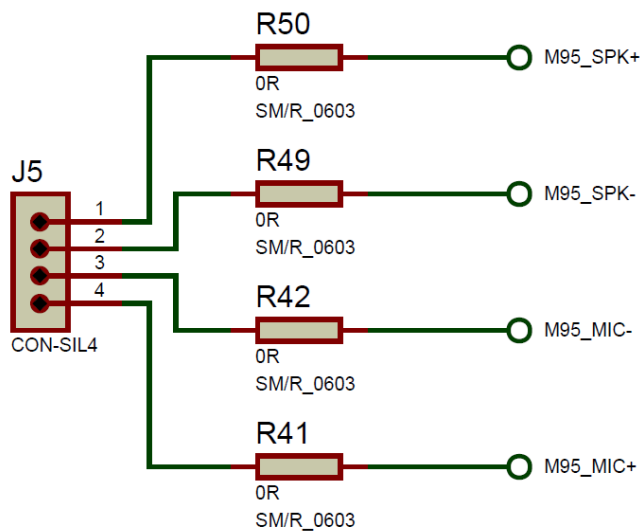 R50
0R
SM/R_0603
M95_SPK+
R49
0R
SM/R_0603
M95_SPK-
J5
1
2
3
4
CON-SIL4
R42
0R
SM/R_0603
M95_MIC-
R41
0R
SM/R_0603
M95_MIC+